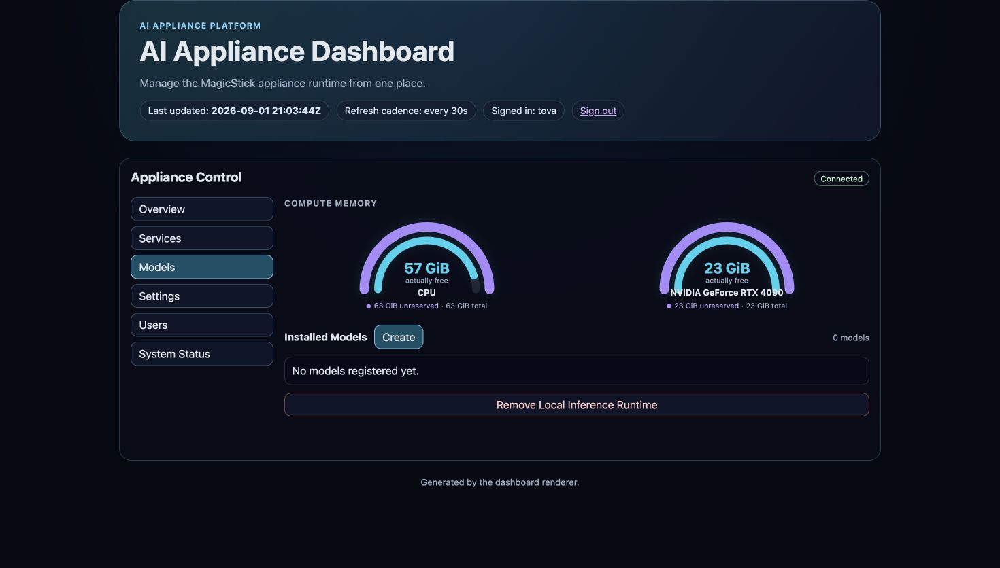 AI APPLIANCE PLATFORM
AI Appliance Dashboard
Manage the MagicStick appliance runtime from one place.
Last updated: 2026-09-01 21:03:44Z
Refresh cadence: every 30s
Signed in: tova
Sign out
Appliance Control
Connected
Overview
Services
Models
Settings
Users
System Status
COMPUTE MEMORY
57 GiB
actually free
CPU
63 GiB unreserved · 63 GiB total
23 GiB
actually free
NVIDIA GeForce RTX 4090
23 GiB unreserved · 23 GiB total
Installed Models
Create
0 models
No models registered yet.
Remove Local Inference Runtime
Generated by the dashboard renderer.